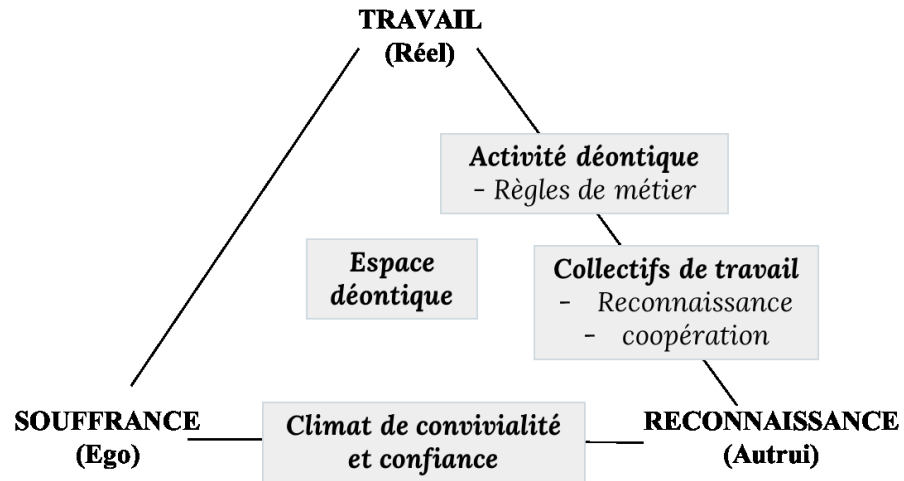 TRAVAIL
(Réel)
Activité déontique
- Règles de métier
Espace
déontique
Collectifs de travail
- Reconnaissance
- coopération
SOUFFRANCE
(Ego)
Climat de convivialité
et confiance
RECONNAISSANCE
(Autrui)